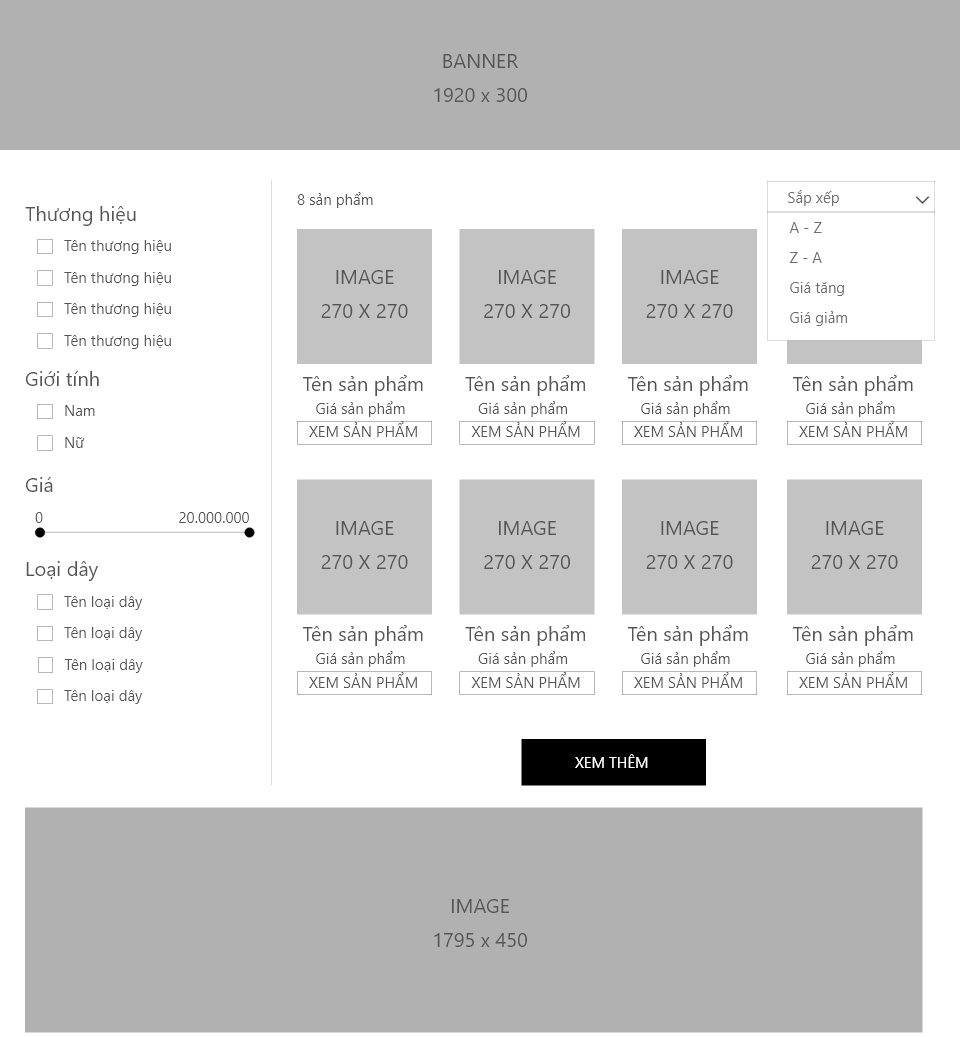 BANNER
1920 x 300
Thương hiệu
Tên thương hiệu
Tên thương hiệu
Tên thương hiệu
Tên thương hiệu
Giới tính
Nam
Nữ
Giá
0 20.000.000
Loại dây
Tên loại dây
Tên loại dây
Tên loại dây
Tên loại dây
8 sản phẩm
Sắp xếp
A - Z
Z - A
Giá tăng
Giá giảm
IMAGE IMAGE IMAGE
270 X 270 270 X 270 270 X 270
Tên sản phẩm Tên sản phẩm Tên sản phẩm Tên sản phẩm
Giá sản phẩm Giá sản phẩm Giá sản phẩm Giá sản phẩm
XEM SẢN PHẨM XEM SẢN PHẨM XEM SẢN PHẨM XEM SẢN PHẨM
IMAGE IMAGE IMAGE IMAGE
270 X 270 270 X 270 270 X 270 270 X 270
Tên sản phẩm Tên sản phẩm Tên sản phẩm Tên sản phẩm
Giá sản phẩm Giá sản phẩm Giá sản phẩm Giá sản phẩm
XEM SẢN PHẨM XEM SẢN PHẨM XEM SẢN PHẨM XEM SẢN PHẨM
XEM THÊM
IMAGE
1795 x 450